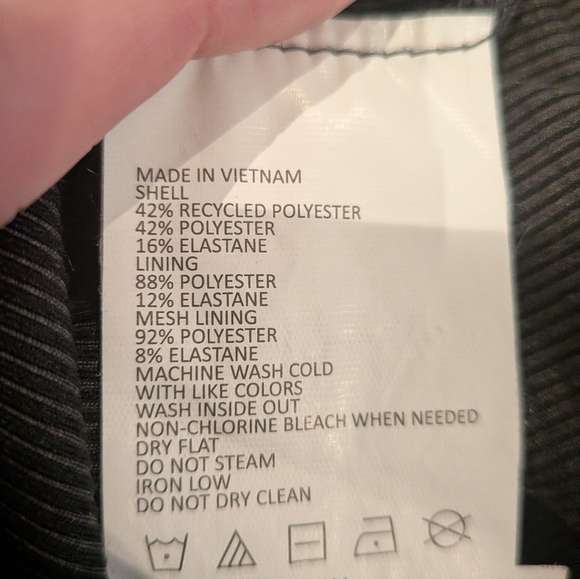 MADE IN VIETNAM
SHELL
42% RECYCLED POLYESTER
42% POLYESTER
16% ELASTANE
LINING
88% POLYESTER
12% ELASTANE
MESH LINING
92% POLYESTER
8% ELASTANE
MACHINE WASH COLD
WITH LIKE COLORS
WASH INSIDE OUT
NON-CHLORINE BLEACH WHEN NEEDED
DRY FLAT
DO NOT STEAM
IRON LOW
DO NOT DRY CLEAN